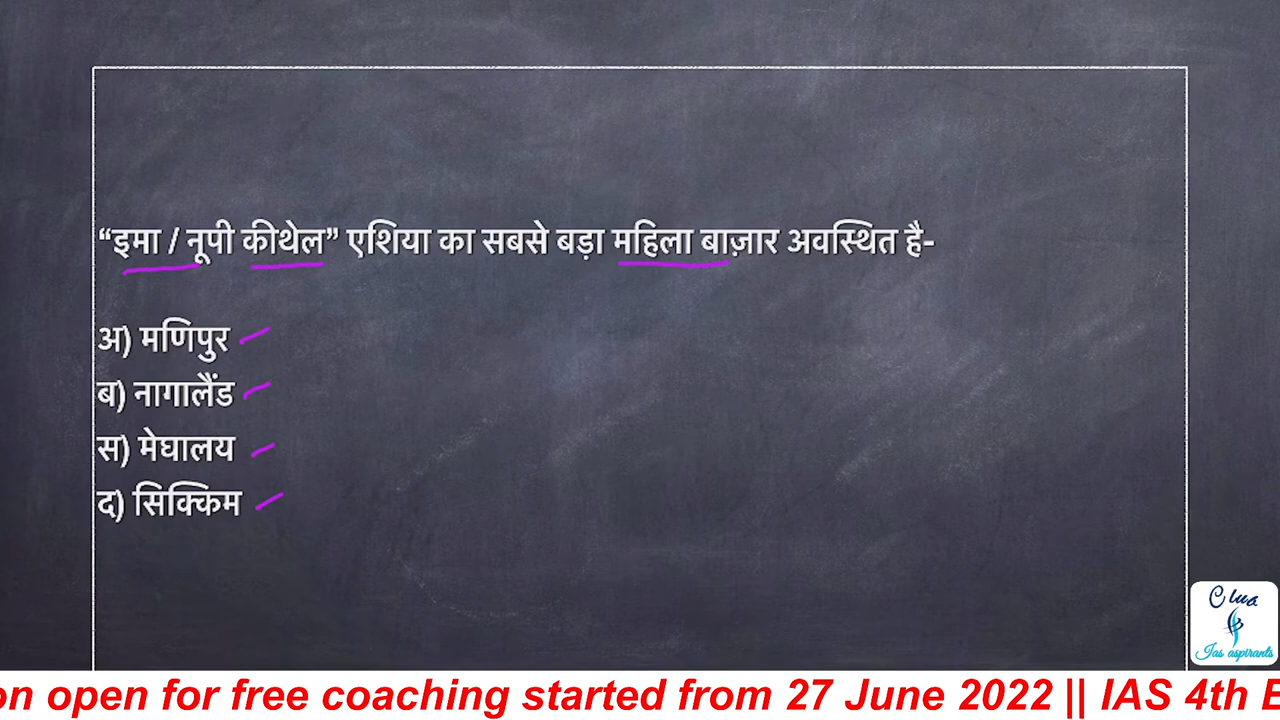 “इमा / नूपी कीथेल” एशिया का सबसे बड़ा महिला बाज़ार अवस्थित है-
अ) मणिपुर
ब) नागालैंड
स) मेघालय
द) सिक्किम
Ias aspirants
on open for free coaching started from 27 June 2022 || IAS 4th E